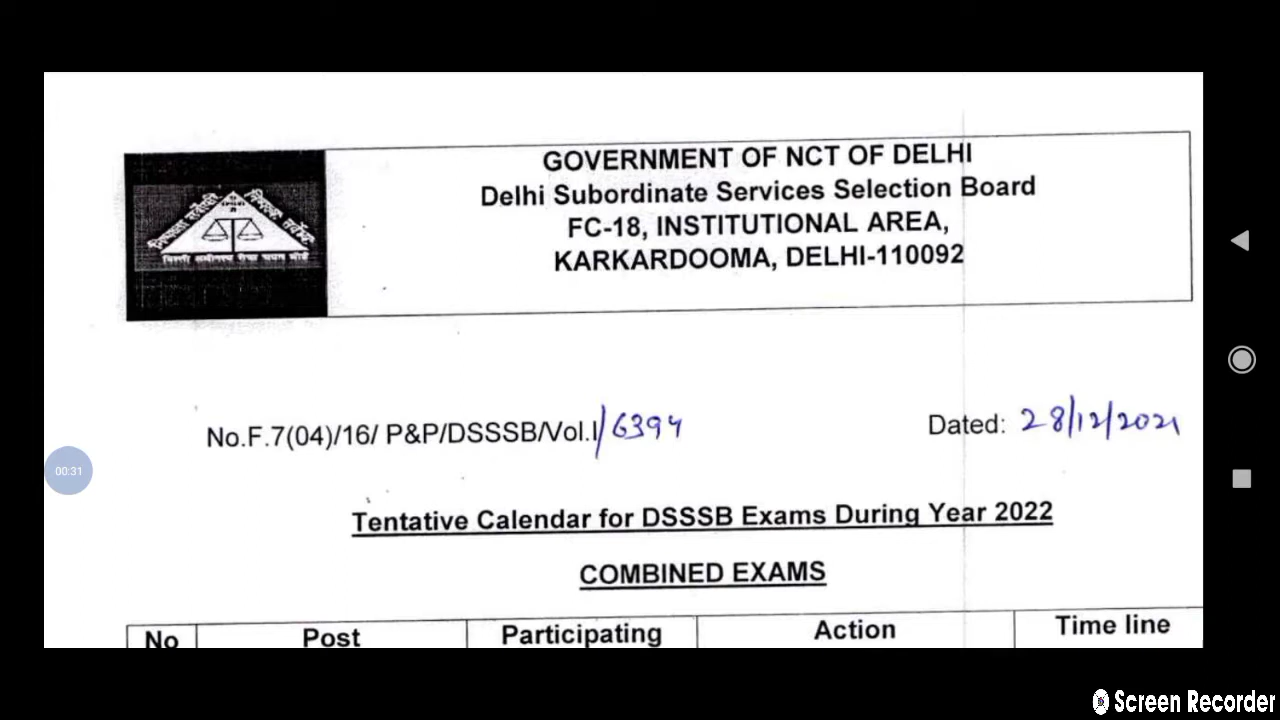 GOVERNMENT OF NCT OF DELHI
Delhi Subordinate Services Selection Board
FC-18, INSTITUTIONAL AREA,
KARKARDOOMA, DELHI-110092
No.F.7(04)/16/ P&P/DSSSB/Vol.I/6394
Dated: 28/12/2021
00:31
Tentative Calendar for DSSSB Exams During Year 2022
COMBINED EXAMS
No Post Participating Action Time line
Screen Recorder